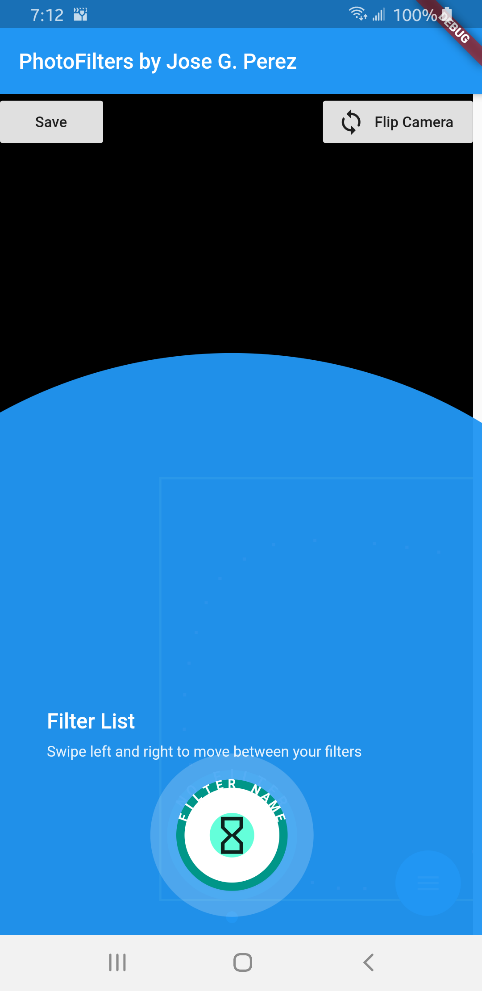 7:12
100%
DEBUG
PhotoFilters by Jose G. Perez
Save
Flip Camera
Filter List
Swipe left and right to move between your filters
FILTER NAME